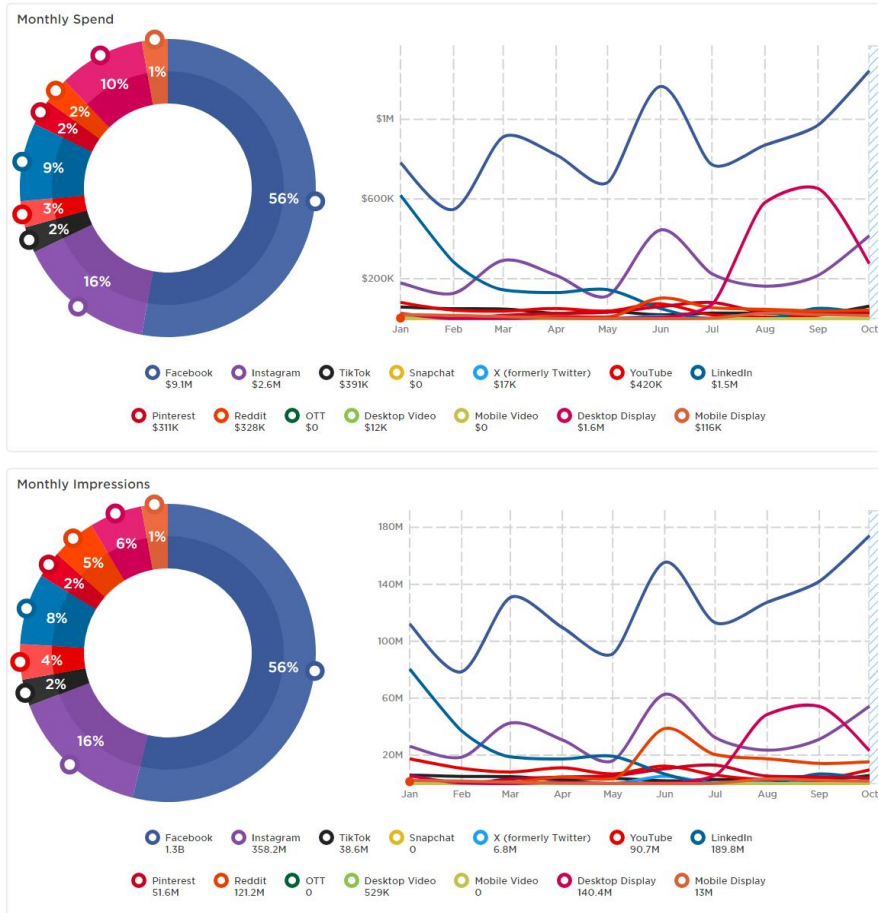 Monthly Spend
1%
10%
2%
2%
9%
3%
2%
16%
56%
$1M
$600K
$200K
Jan Feb Mar Apr May Jun Jul Aug Sep Oct
Facebook Instagram TikTok Snapchat X (formerly Twitter) YouTube LinkedIn
$9.1M $2.6M $391K $0 $17K $420K $1.5M
Pinterest Reddit OTT Desktop Video Mobile Video Desktop Display Mobile Display
$311K $328K $0 $12K $0 $1.6M $116K
Monthly Impressions
1%
6%
5%
2%
8%
4%
2%
16%
56%
180M
140M
100M
60M
20M
Jan Feb Mar Apr May Jun Jul Aug Sep Oct
Facebook Instagram TikTok Snapchat X (formerly Twitter) YouTube LinkedIn
1.3B 358.2M 38.6M 0 6.8M 90.7M 189.8M
Pinterest Reddit OTT Desktop Video Mobile Video Desktop Display Mobile Display
51.6M 121.2M 0 529K 0 140.4M 13M